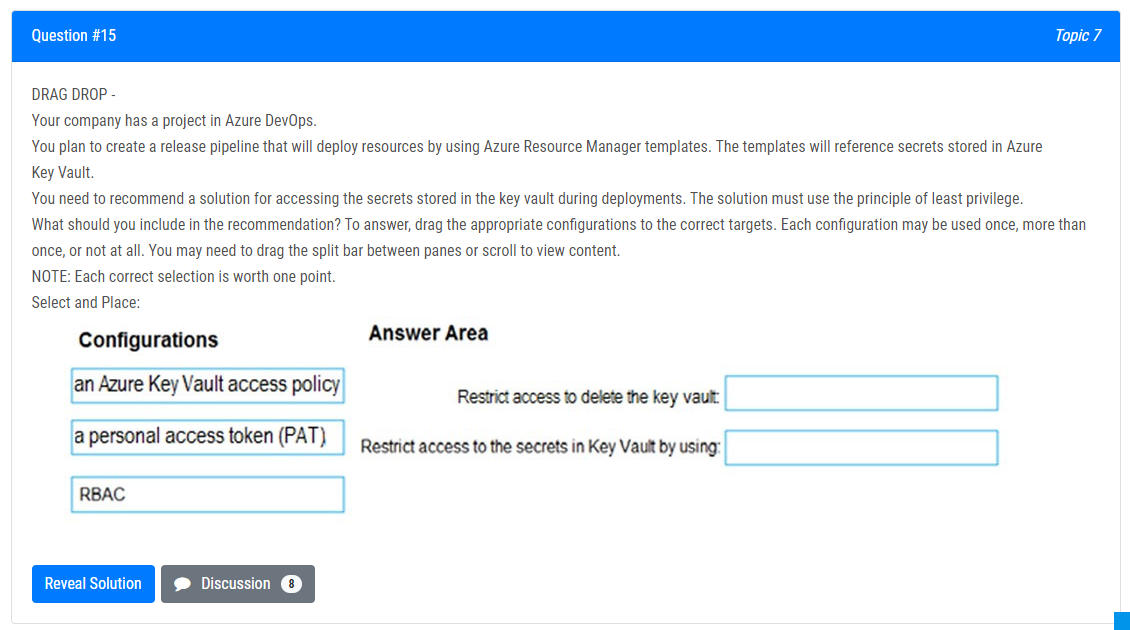 Question #15
Topic 7
DRAG DROP -
Your company has a project in Azure DevOps.
You plan to create a release pipeline that will deploy resources by using Azure Resource Manager templates. The templates will reference secrets stored in Azure
Key Vault.
You need to recommend a solution for accessing the secrets stored in the key vault during deployments. The solution must use the principle of least privilege.
What should you include in the recommendation? To answer, drag the appropriate configurations to the correct targets. Each configuration may be used once, more than
once, or not at all. You may need to drag the split bar between panes or scroll to view content.
NOTE: Each correct selection is worth one point.
Select and Place:
Configurations
an Azure Key Vault access policy
a personal access token (PAT)
RBAC
Answer Area
Restrict access to delete the key vault:
Restrict access to the secrets in Key Vault by using:
Reveal Solution
Discussion 8